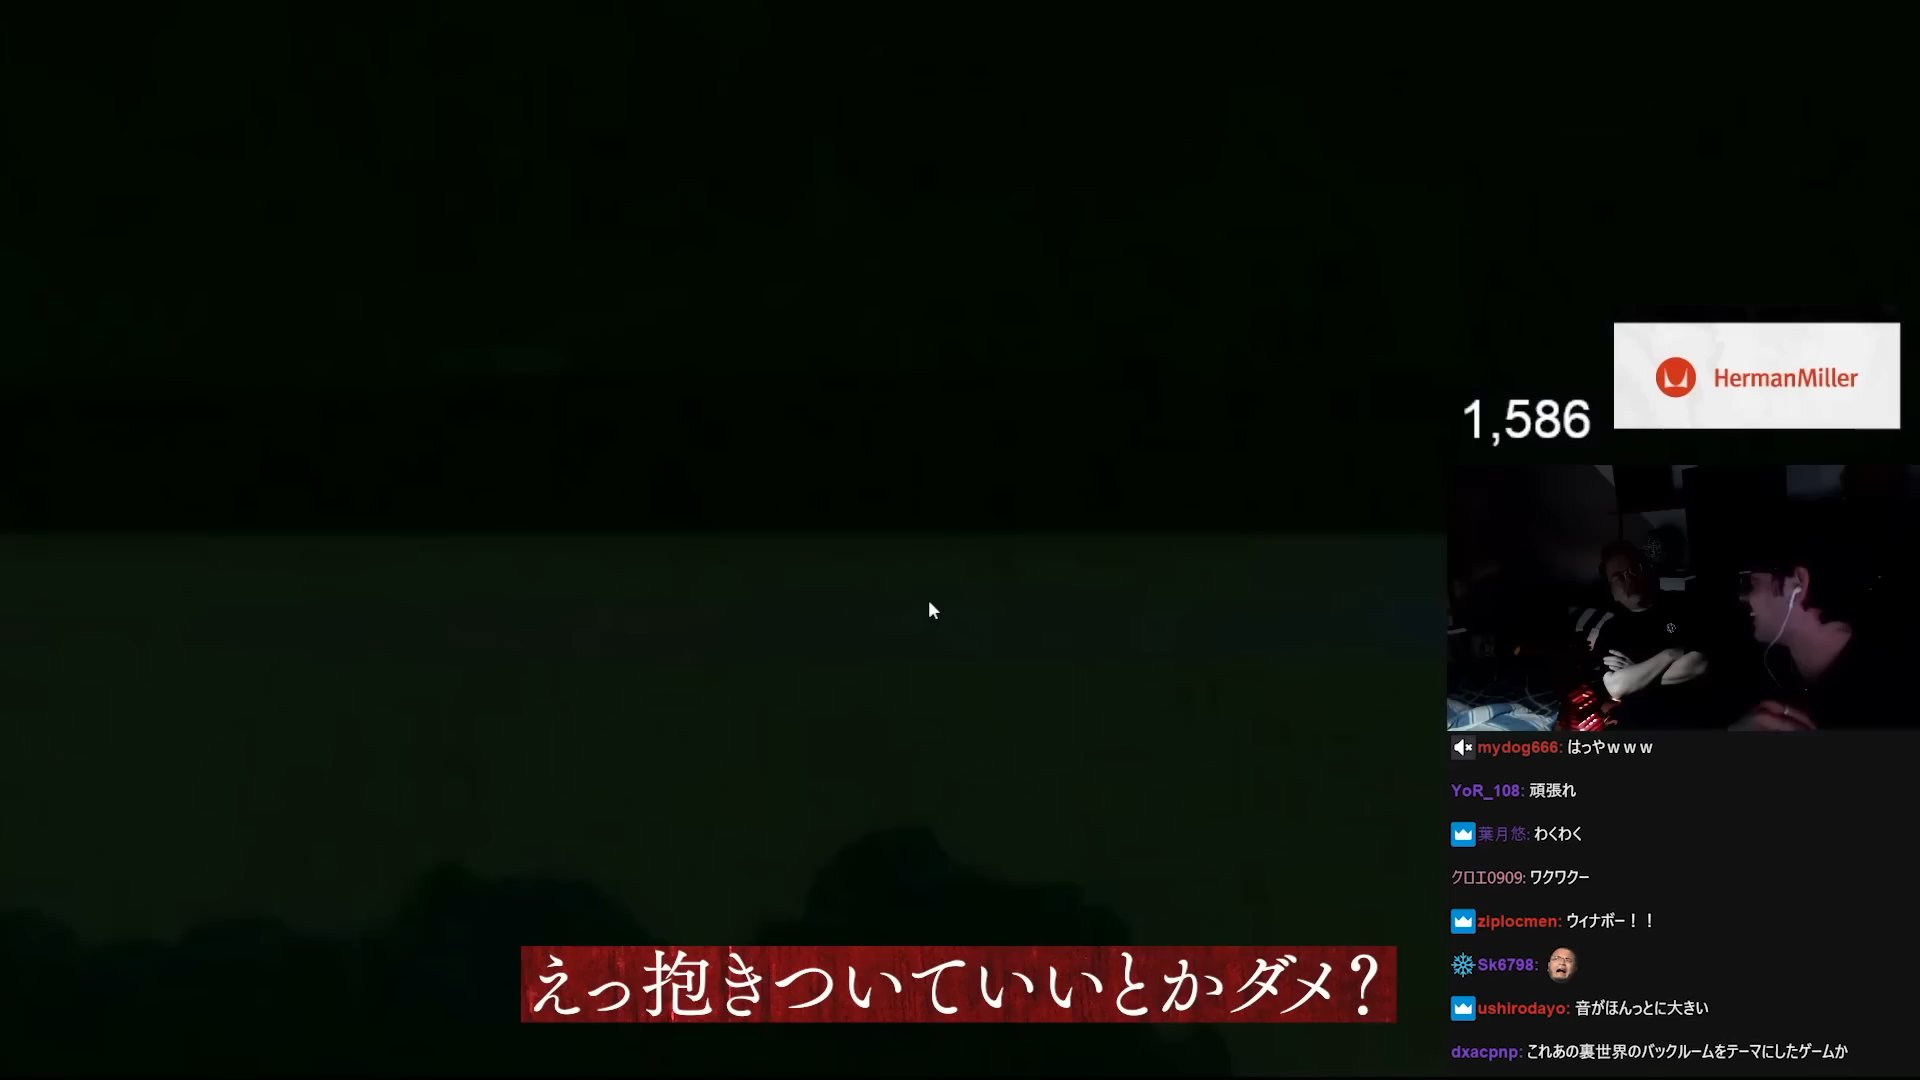 HermanMiller
1,586
mydog666: はっやｗｗｗ
YoR_108: 頑張れ
葉月悠: わくわく
クロエ0909: ワクワクー
ziplocmen: ウィナボー！！
Sk6798:
ushirodayo: 音がほんっとに大きい
dxacpnp: これあの裏世界のバックルームをテーマにしたゲームか
えっ抱きついていいとかダメ？